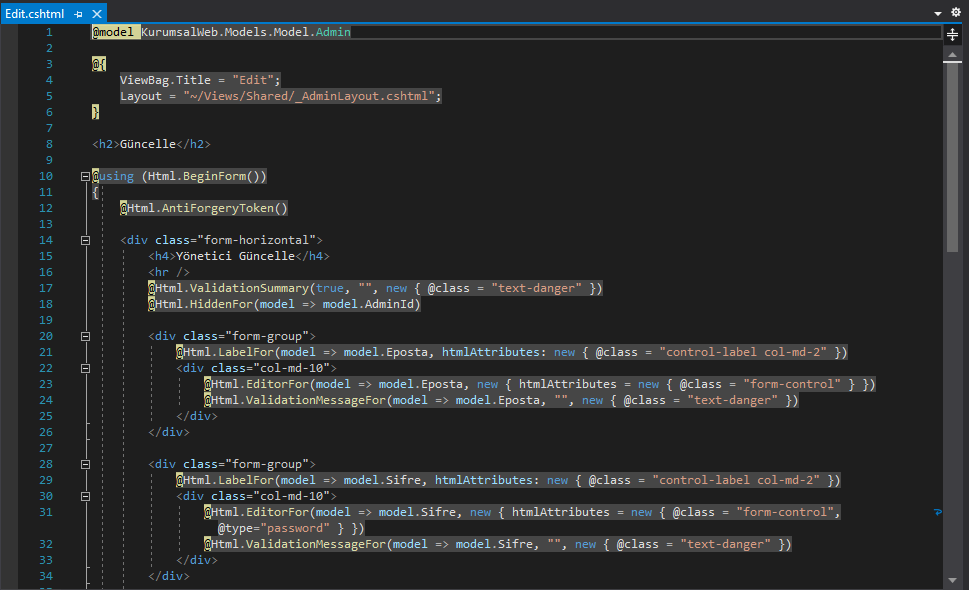 Edit.cshtml
1 @model KurumsalWeb.Models.Model.Admin
2
3 @{
4 ViewBag.Title = "Edit";
5 Layout = "~/Views/Shared/_AdminLayout.cshtml";
6 }
7
8 <h2>Güncelle</h2>
9
10 @using (Html.BeginForm())
11 {
12 @Html.AntiForgeryToken()
13
14 <div class="form-horizontal">
15 <h4>Yönetici Güncelle</h4>
16 <hr />
17 @Html.ValidationSummary(true, "", new { @class = "text-danger" })
18 @Html.HiddenFor(model => model.AdminId)
19
20 <div class="form-group">
21 @Html.LabelFor(model => model.Eposta, htmlAttributes: new { @class = "control-label col-md-2" })
22 <div class="col-md-10">
23 @Html.EditorFor(model => model.Eposta, new { htmlAttributes = new { @class = "form-control" } })
24 @Html.ValidationMessageFor(model => model.Eposta, "", new { @class = "text-danger" })
25 </div>
26 </div>
27
28 <div class="form-group">
29 @Html.LabelFor(model => model.Sifre, htmlAttributes: new { @class = "control-label col-md-2" })
30 <div class="col-md-10">
31 @Html.EditorFor(model => model.Sifre, new { htmlAttributes = new { @class = "form-control",
@type="password" } })
32 @Html.ValidationMessageFor(model => model.Sifre, "", new { @class = "text-danger" })
33 </div>
34 </div>